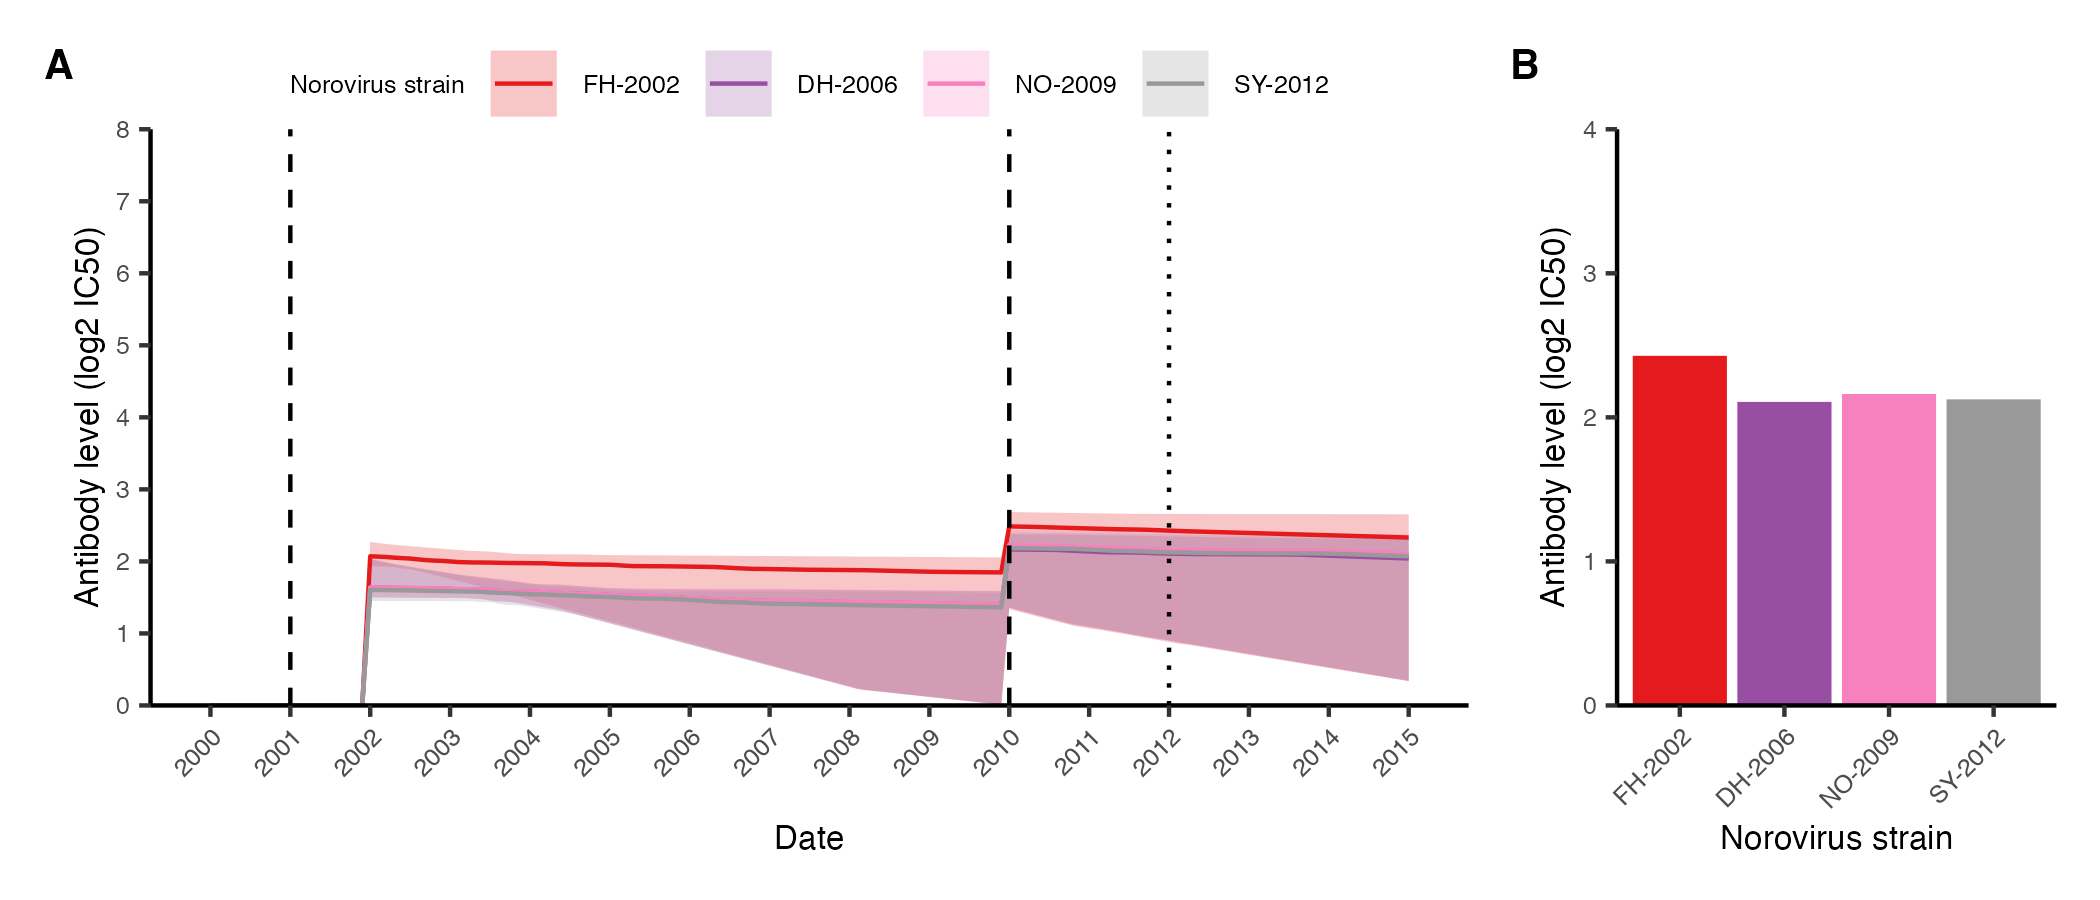 A
Norovirus strain FH-2002 DH-2006 NO-2009 SY-2012
Antibody level (log2 IC50)
8
7
6
5
4
3
2
1
0
2000 2001 2002 2003 2004 2005 2006 2007 2008 2009 2010 2011 2012 2013 2014 2015
Date
B
Antibody level (log2 IC50)
4
3
2
1
0
FH-2002 DH-2006 NO-2009 SY-2012
Norovirus strain